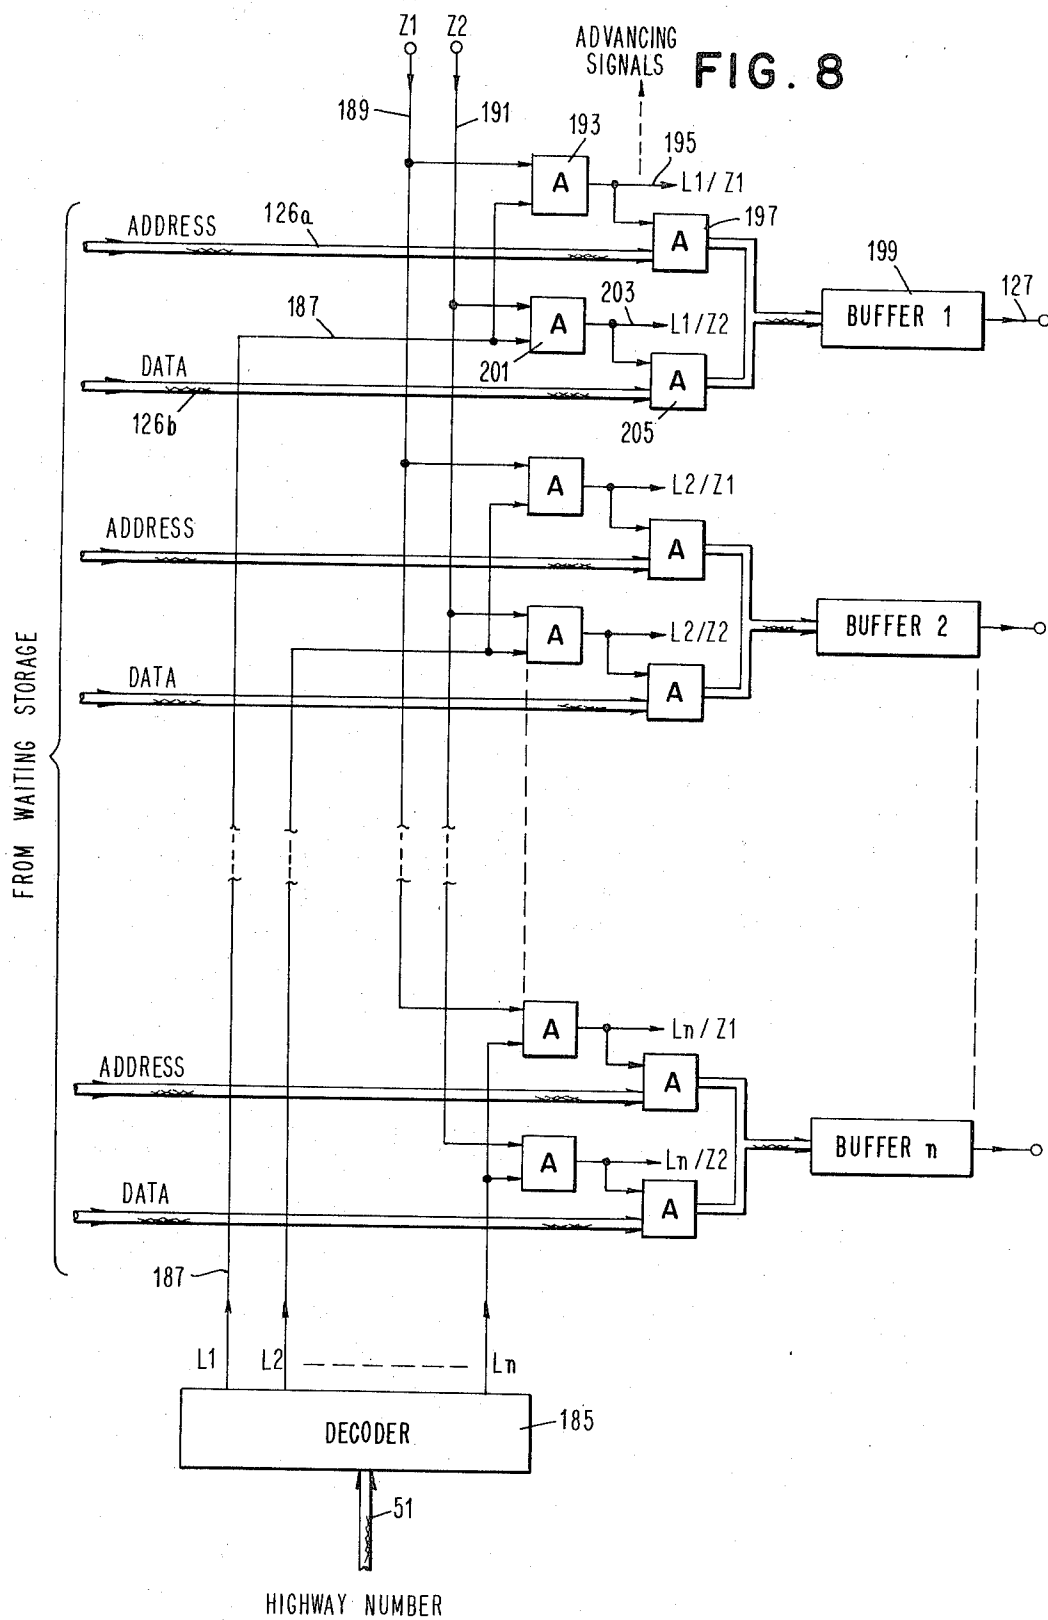 Z1 Z2
ADVANCING
SIGNALS
FIG. 8
189
191
193
195
A
L1/Z1
ADDRESS
126a
A
197
199
BUFFER 1
127
187
203
A
L1/Z2
201
DATA
126b
A
205
A
L2/Z1
ADDRESS
A
BUFFER 2
A
L2/Z2
DATA
A
FROM WAITING STORAGE
A
Ln/Z1
ADDRESS
A
BUFFER n
A
Ln/Z2
DATA
A
187
L1 L2 Ln
DECODER
185
51
HIGHWAY NUMBER